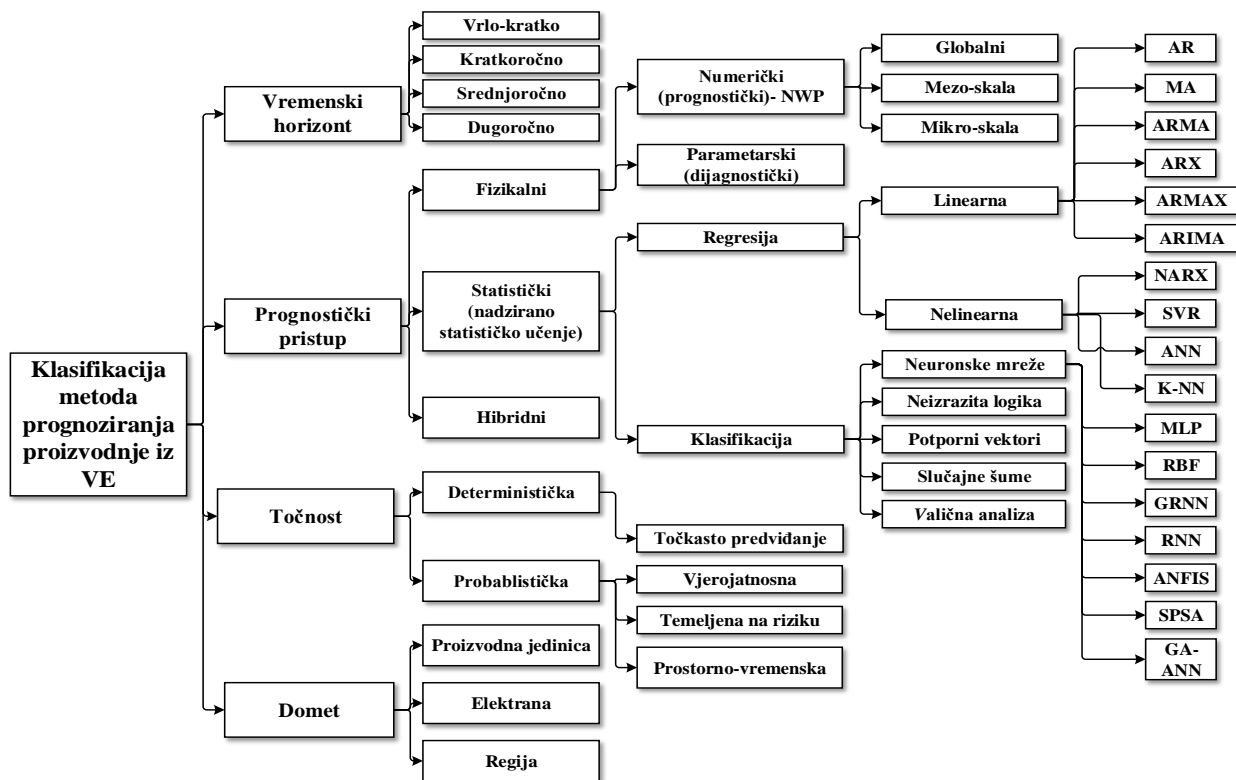 Klasifikacija
metoda
prognoziranja
proizvodnje iz
VE
Vremenski
horizont
Vrlo-kratko
Kratkoročno
Srednjoročno
Dugoročno
Prognostički
pristup
Fizikalni
Numerički
(prognostički)- NWP
Globalni
Mezo-skala
Mikro-skala
Parametarski
(dijagnostički)
Statistički
(nadzirano
statističko učenje)
Regresija
Linearna
AR
MA
ARMA
ARX
ARMAX
ARIMA
Nelinearna
NARX
SVR
ANN
K-NN
Klasifikacija
Neuronske mreže
MLP
RBF
GRNN
RNN
ANFIS
SPSA
GA-
ANN
Neizrazita logika
Potporni vektori
Slučajne šume
Valična analiza
Hibridni
Točnost
Deterministička
Točkasto predviđanje
Probablistička
Vjerojatnosna
Temeljena na riziku
Prostorno-vremenska
Domet
Proizvodna jedinica
Elektrana
Regija